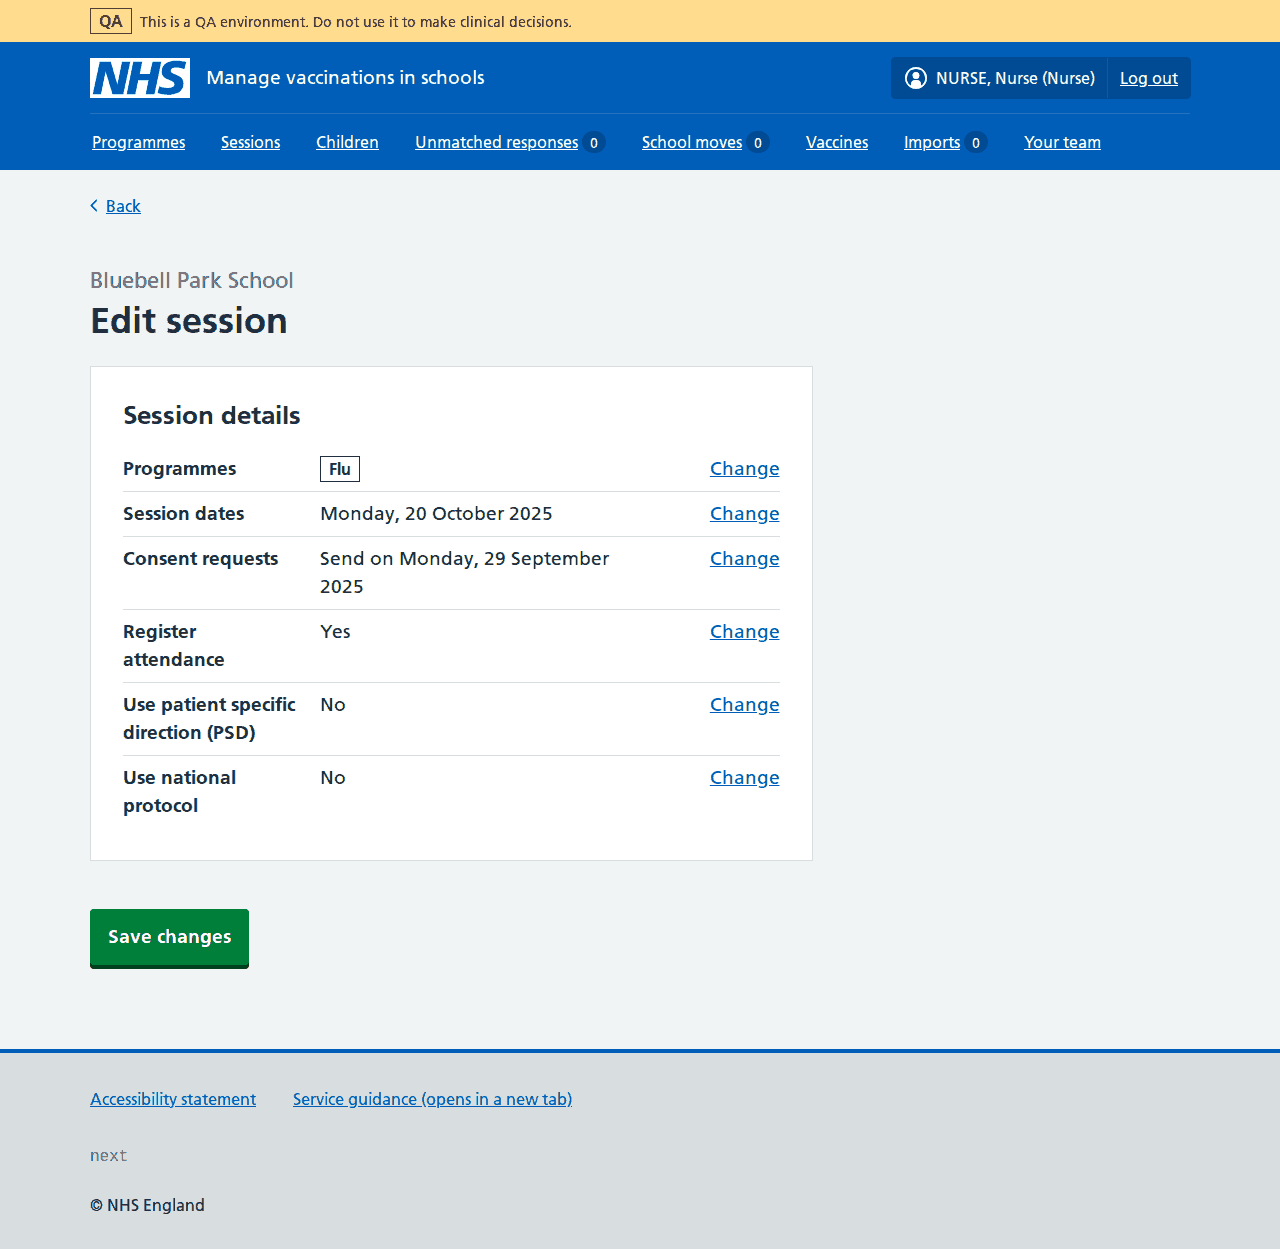 QA This is a QA environment. Do not use it to make clinical decisions.
NHS Manage vaccinations in schools NURSE, Nurse (Nurse) Log out
Programmes Sessions Children Unmatched responses 0 School moves 0 Vaccines Imports 0 Your team
Back
Bluebell Park School
Edit session
Session details
Programmes Flu Change
Session dates Monday, 20 October 2025 Change
Consent requests Send on Monday, 29 September Change
2025
Register Yes Change
attendance
Use patient specific No Change
direction (PSD)
Use national No Change
protocol
Save changes
Accessibility statement Service guidance (opens in a new tab)
next
© NHS England